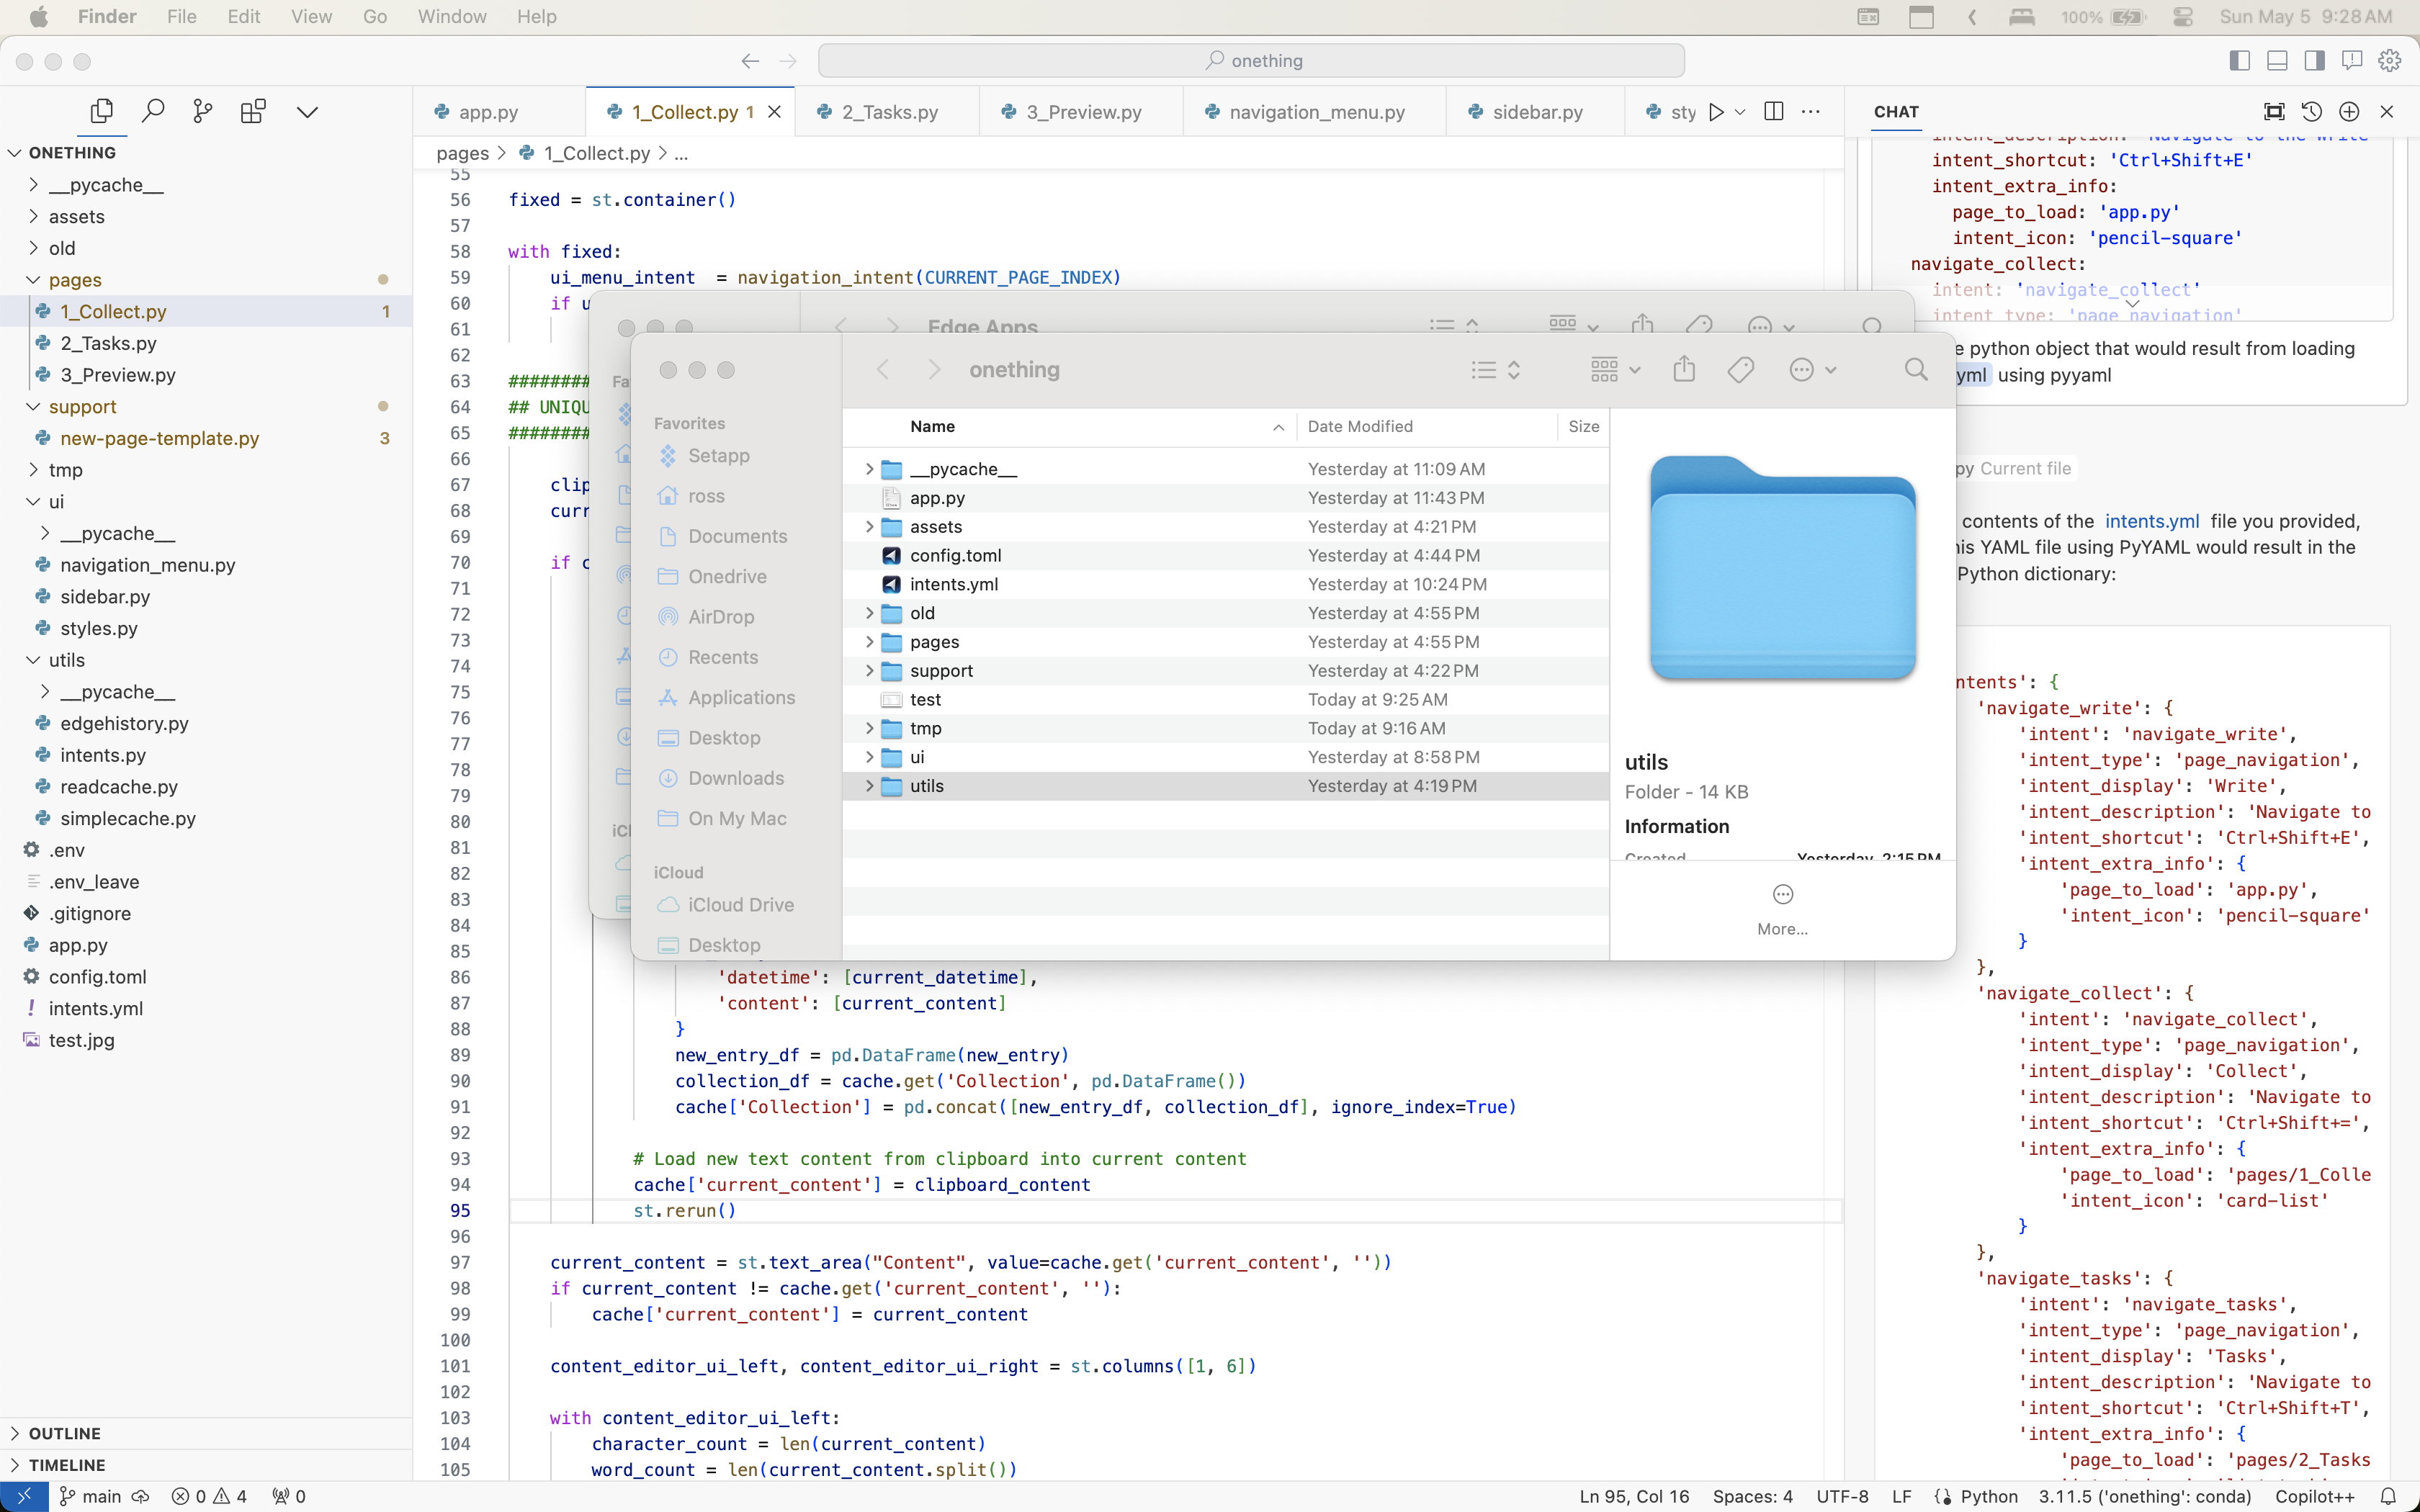 Finder File Edit View Go Window Help
100% Sun May 5 9:28 AM
onething
app.py
1_Collect.py 1
2_Tasks.py
3_Preview.py
navigation_menu.py
sidebar.py
sty
pages > 1_Collect.py > ...
ONETHING
__pycache__
assets
old
pages
1_Collect.py 1
2_Tasks.py
3_Preview.py
support
new-page-template.py 3
tmp
ui
__pycache__
navigation_menu.py
sidebar.py
styles.py
utils
__pycache__
edgehistory.py
intents.py
readcache.py
simplecache.py
.env
.env_leave
.gitignore
app.py
config.toml
intents.yml
test.jpg
OUTLINE
TIMELINE
55
56 fixed = st.container()
57
58 with fixed:
59 ui_menu_intent  = navigation_intent(CURRENT_PAGE_INDEX)
60 if u
61
62
63 ########
64 ## UNIQU
65 ########
66
67 clip
68 curr
69
70 if c
71
72
73
74
75
76
77
78
79
80
81
82
83
84
85
86 'datetime': [current_datetime],
87 'content': [current_content]
88 }
89 new_entry_df = pd.DataFrame(new_entry)
90 collection_df = cache.get('Collection', pd.DataFrame())
91 cache['Collection'] = pd.concat([new_entry_df, collection_df], ignore_index=True)
92
93 # Load new text content from clipboard into current content
94 cache['current_content'] = clipboard_content
95 st.rerun()
96
97 current_content = st.text_area("Content", value=cache.get('current_content', ''))
98 if current_content != cache.get('current_content', ''):
99 cache['current_content'] = current_content
100
101 content_editor_ui_left, content_editor_ui_right = st.columns([1, 6])
102
103 with content_editor_ui_left:
104 character_count = len(current_content)
105 word_count = len(current_content.split())
Edge Apps
Fa
iCl
onething
Favorites
Setapp
ross
Documents
Onedrive
AirDrop
Recents
Applications
Desktop
Downloads
On My Mac
iCloud
iCloud Drive
Desktop
Name Date Modified Size
__pycache__ Yesterday at 11:09 AM
app.py Yesterday at 11:43 PM
assets Yesterday at 4:21 PM
config.toml Yesterday at 4:44 PM
intents.yml Yesterday at 10:24 PM
old Yesterday at 4:55 PM
pages Yesterday at 4:55 PM
support Yesterday at 4:22 PM
test Today at 9:25 AM
tmp Today at 9:16 AM
ui Yesterday at 8:58 PM
utils Yesterday at 4:19 PM
utils
Folder - 14 KB
Information
Created Yesterday, 2:15 PM
More...
CHAT
intent_description: 'Navigate to the Write
intent_shortcut: 'Ctrl+Shift+E'
intent_extra_info:
page_to_load: 'app.py'
intent_icon: 'pencil-square'
navigate_collect:
intent: 'navigate_collect'
intent_type: 'page_navigation'
e python object that would result from loading
yml using pyyaml
py Current file
contents of the intents.yml file you provided,
is YAML file using PyYAML would result in the
Python dictionary:
ntents': {
'navigate_write': {
'intent': 'navigate_write',
'intent_type': 'page_navigation',
'intent_display': 'Write',
'intent_description': 'Navigate to
'intent_shortcut': 'Ctrl+Shift+E',
'intent_extra_info': {
'page_to_load': 'app.py',
'intent_icon': 'pencil-square'
}
},
'navigate_collect': {
'intent': 'navigate_collect',
'intent_type': 'page_navigation',
'intent_display': 'Collect',
'intent_description': 'Navigate to
'intent_shortcut': 'Ctrl+Shift+=',
'intent_extra_info': {
'page_to_load': 'pages/1_Colle
'intent_icon': 'card-list'
}
},
'navigate_tasks': {
'intent': 'navigate_tasks',
'intent_type': 'page_navigation',
'intent_display': 'Tasks',
'intent_description': 'Navigate to
'intent_shortcut': 'Ctrl+Shift+T',
'intent_extra_info': {
'page_to_load': 'pages/2_Tasks
main 0 4 0
Ln 95, Col 16 Spaces: 4 UTF-8 LF Python 3.11.5 ('onething': conda) Copilot++